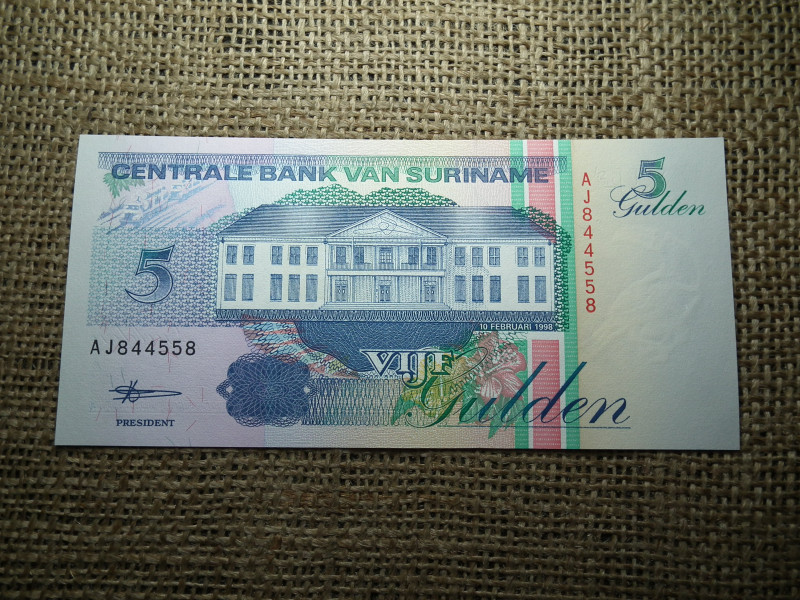 CENTRALE BANK VAN SURINAME
5
Gulden
AJ844558
5
10 FEBRUARI 1998
AJ844558
VIJF
Gulden
PRESIDENT